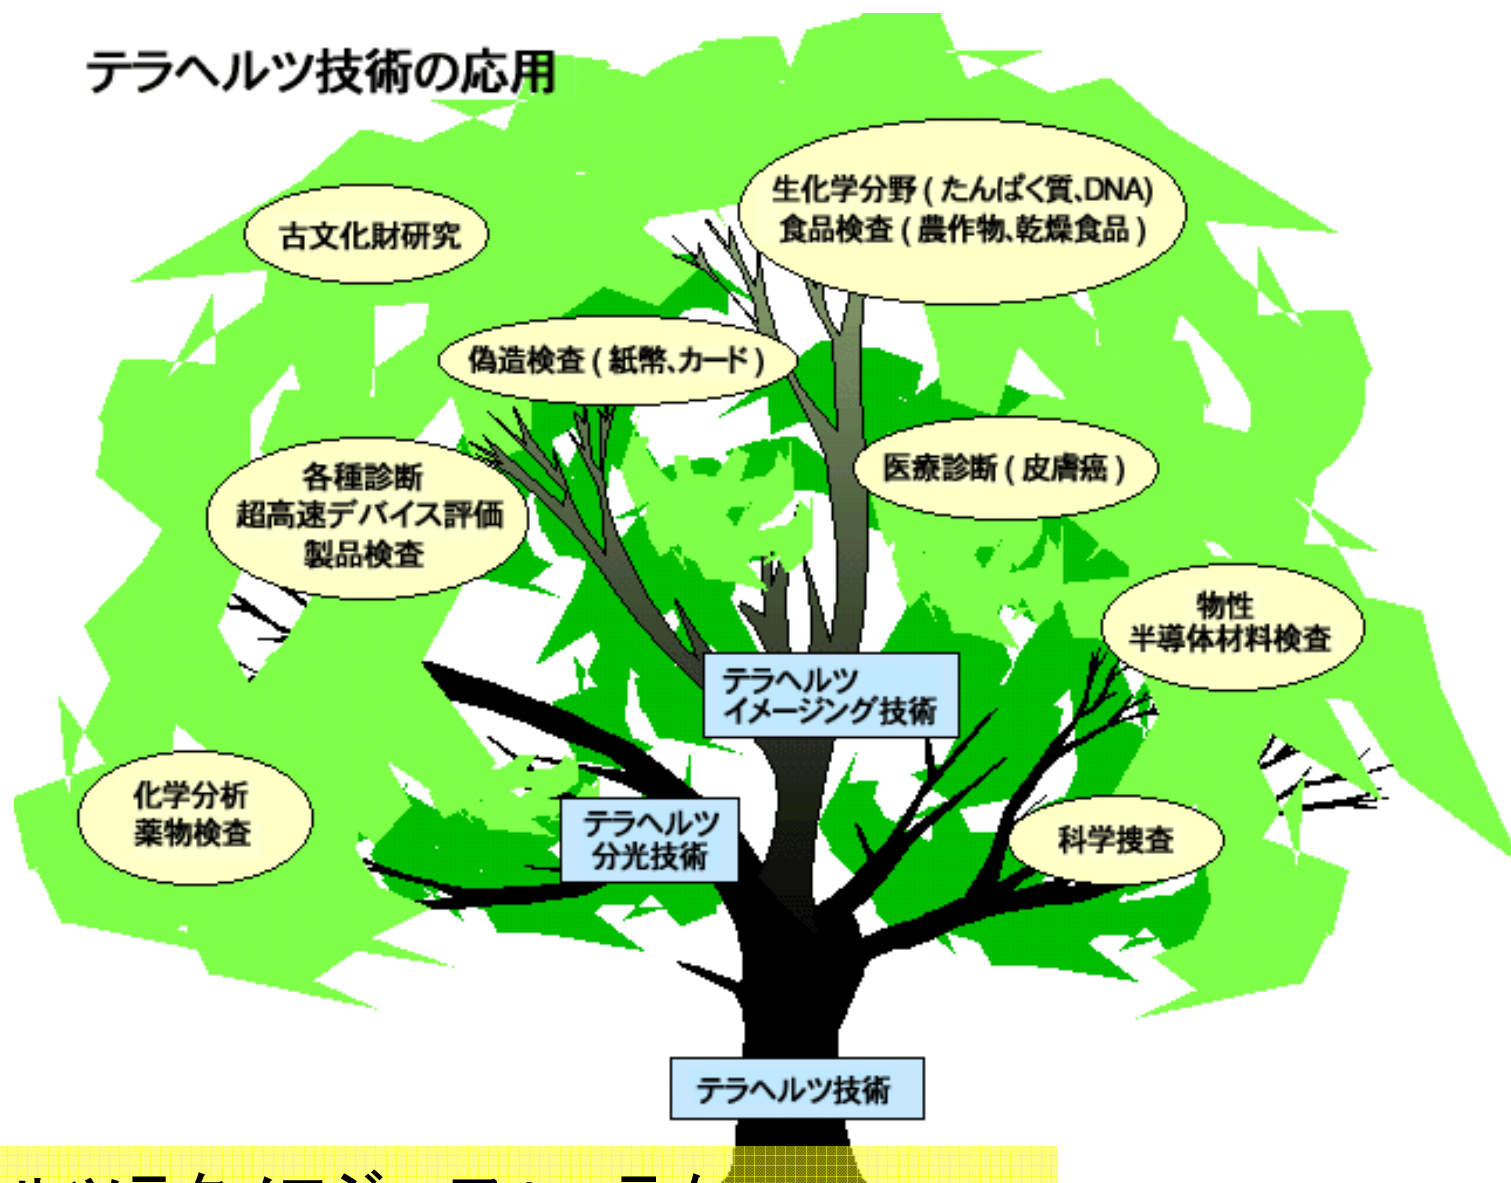 テラヘルツ技術の応用
生化学分野 ( たんぱく質、DNA)
食品検査 ( 農作物、乾燥食品 )
古文化財研究
偽造検査 ( 紙幣、カード )
医療診断 ( 皮膚癌 )
各種診断
超高速デバイス評価
製品検査
物性
半導体材料検査
テラヘルツ
イメージング技術
化学分析
薬物検査
テラヘルツ
分光技術
科学捜査
テラヘルツ技術